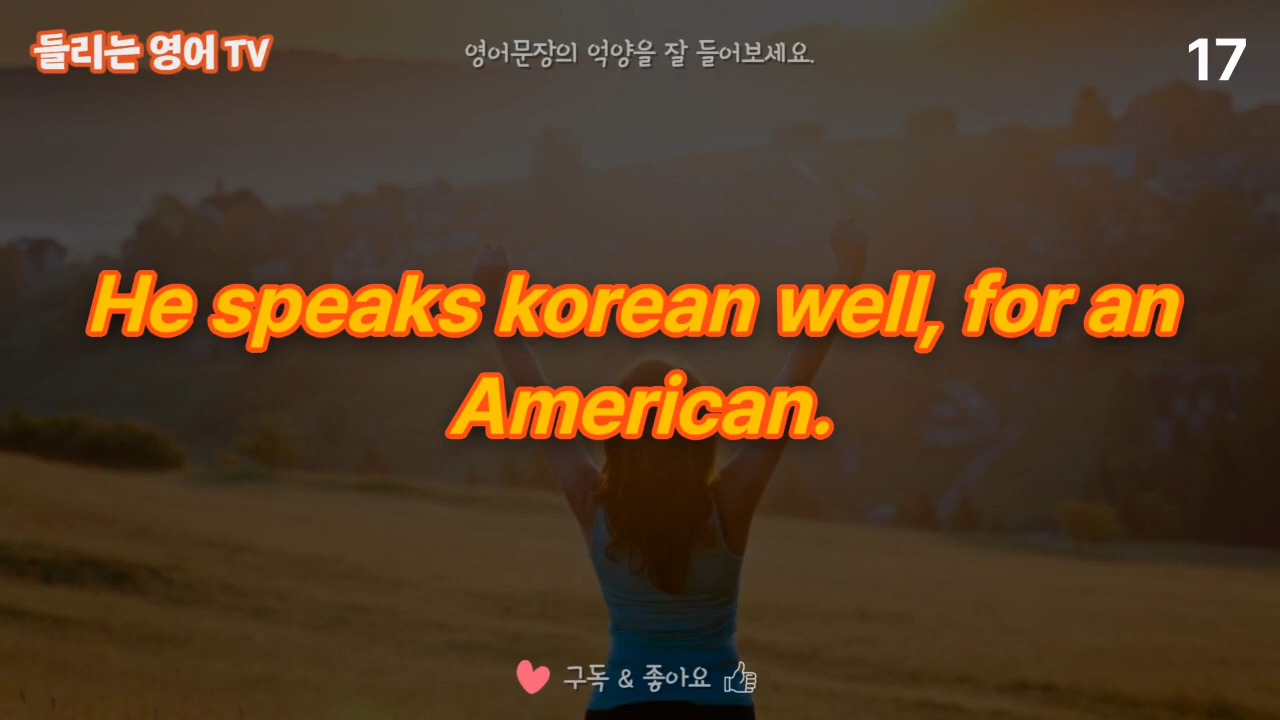 들리는 영어 TV
영어문장의 억양을 잘 들어보세요.
17
He speaks korean well, for an
American.
구독 & 좋아요